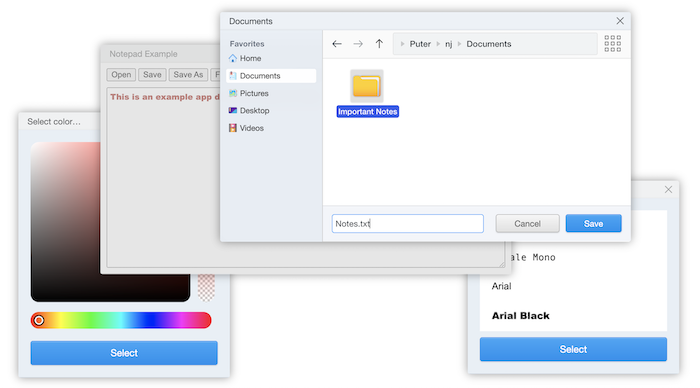 Documents
Favorites
Home
Documents
Pictures
Desktop
Videos
Puter nj Documents
Important Notes
Notes.txt
Cancel Save
Notepad Example
Open Save Save As
This is an example app
Select color…
Select
Mono
Arial
Arial Black
Select